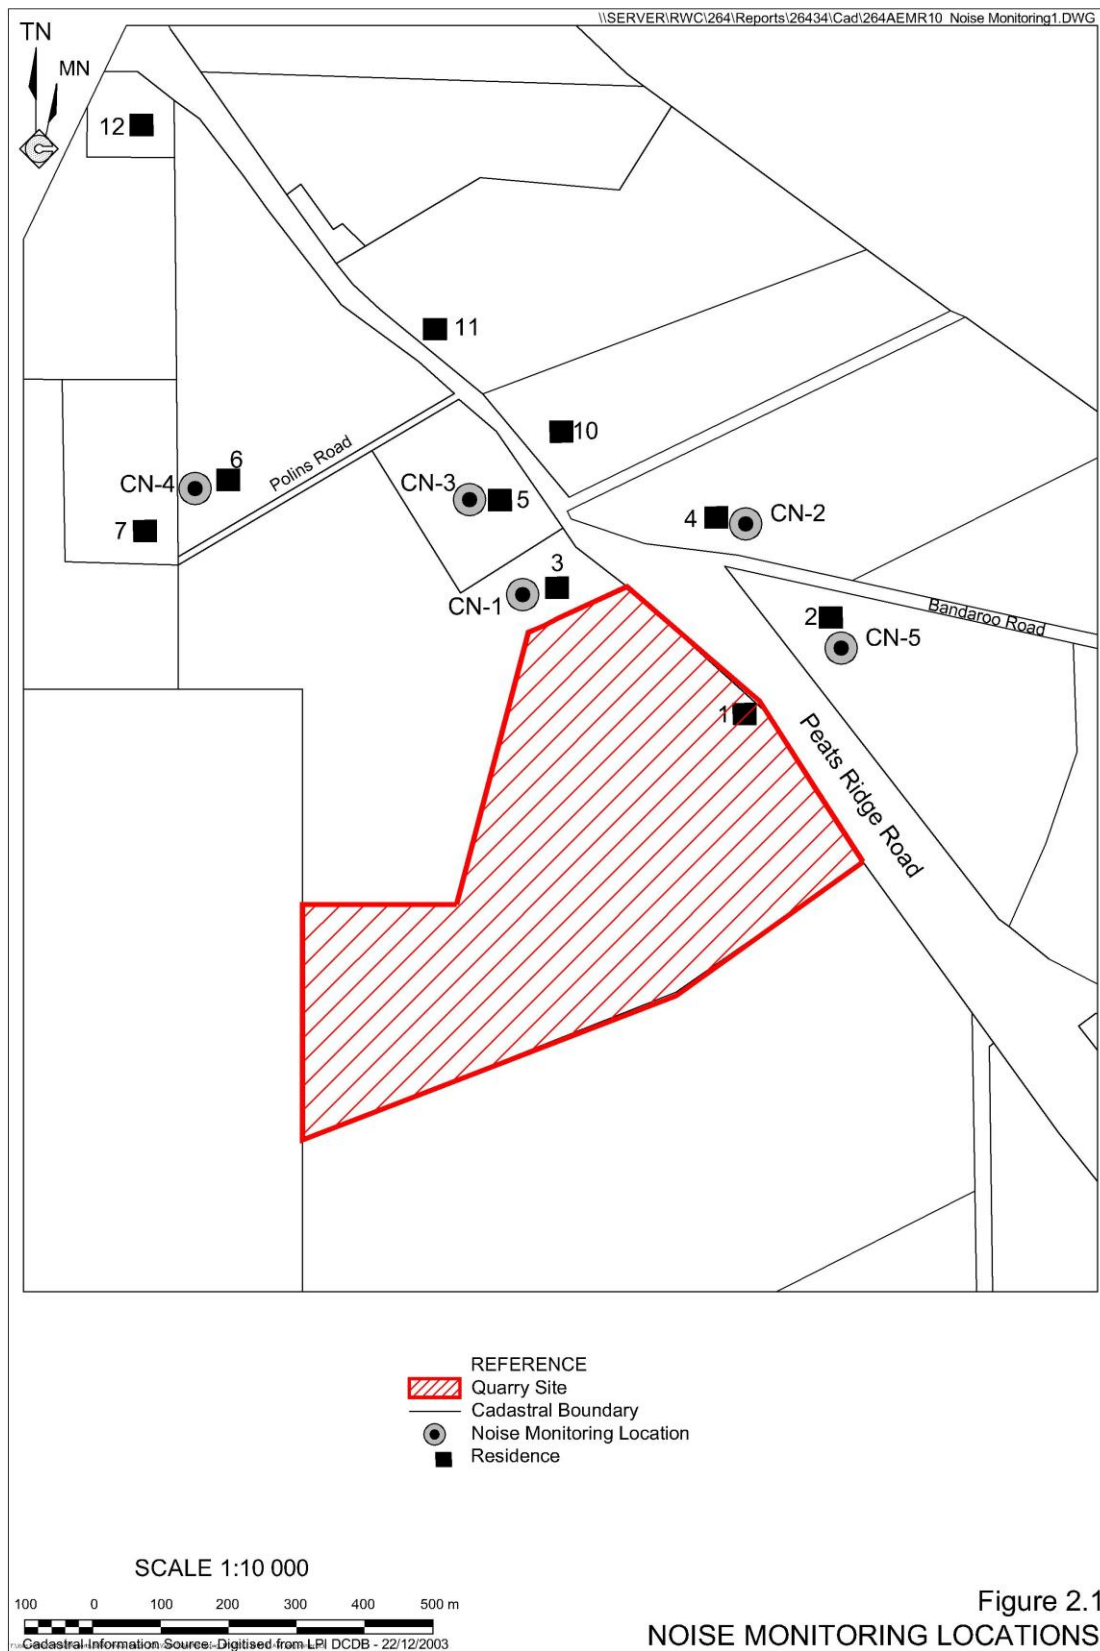 \\SERVER\RWC\264\Reports\26434\Cad\264AEMR10_Noise Monitoring1.DWG
TN
MN
12
11
10
6
CN-4
Polins Road
CN-3
5
7
4
CN-2
3
CN-1
2
CN-5
Bandaroo Road
1
Peats Ridge Road
REFERENCE
Quarry Site
Cadastral Boundary
Noise Monitoring Location
Residence
SCALE 1:10 000
100 0 100 200 300 400 500 m
Cadastral Information Source: Digitised from LPI DCDB - 22/12/2003
Figure 2.1
NOISE MONITORING LOCATIONS